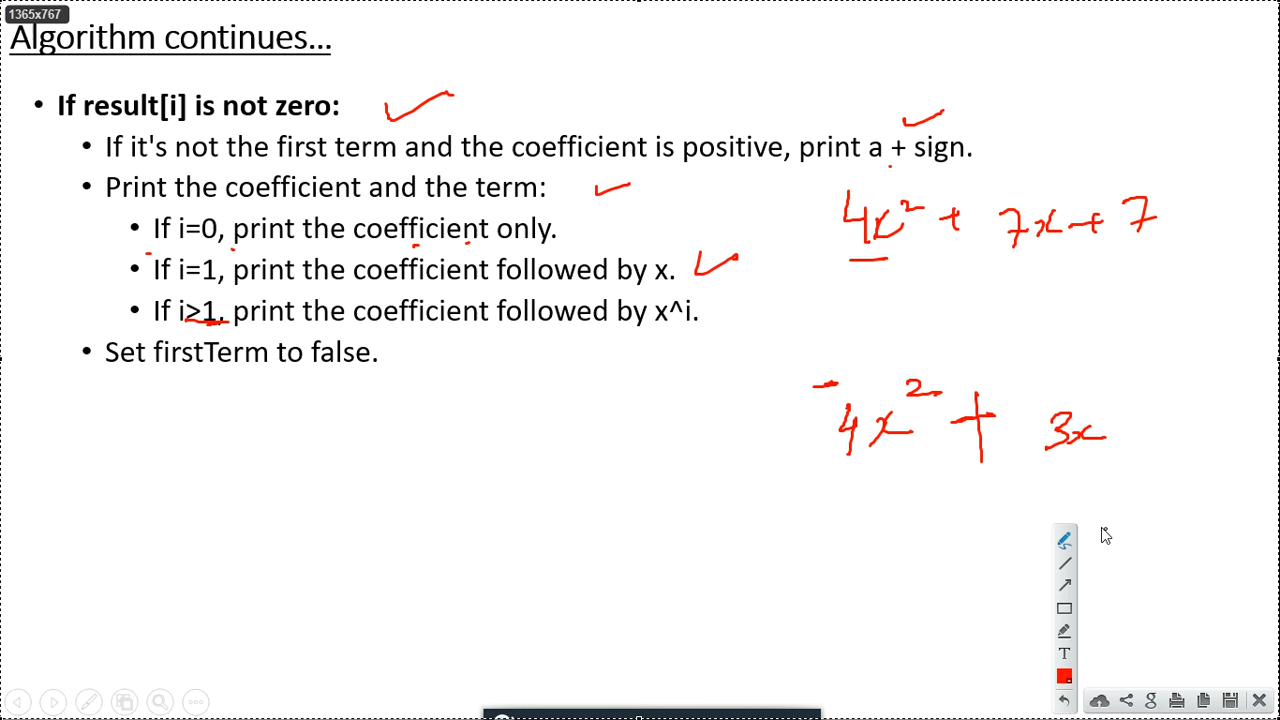 1365x767
Algorithm continues...
• If result[i] is not zero:
• If it's not the first term and the coefficient is positive, print a + sign.
• Print the coefficient and the term:
• If i=0, print the coefficient only.
• If i=1, print the coefficient followed by x.
• If i>1, print the coefficient followed by x^i.
• Set firstTerm to false.
4x² + 7x + 7
-4x² + 3x
T
g